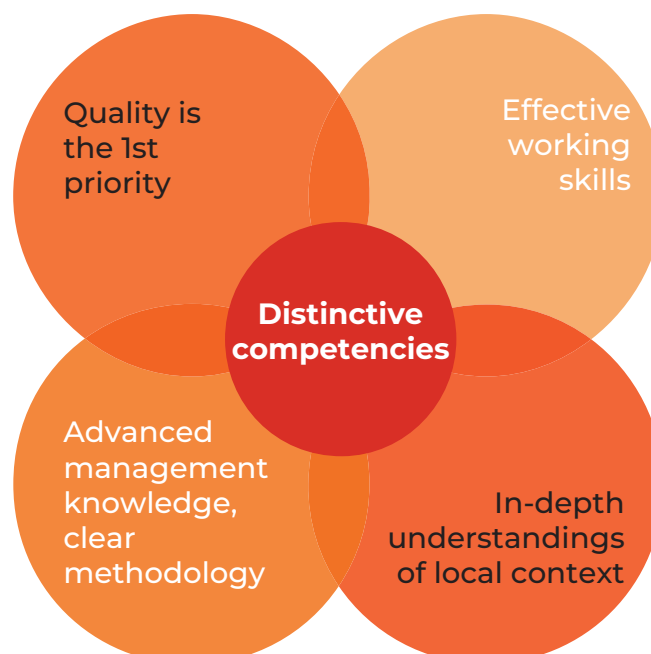 Quality is
the 1st
priority
Effective
working
skills
Distinctive
competencies
Advanced
management
knowledge,
clear
methodology
In-depth
understandings
of local context